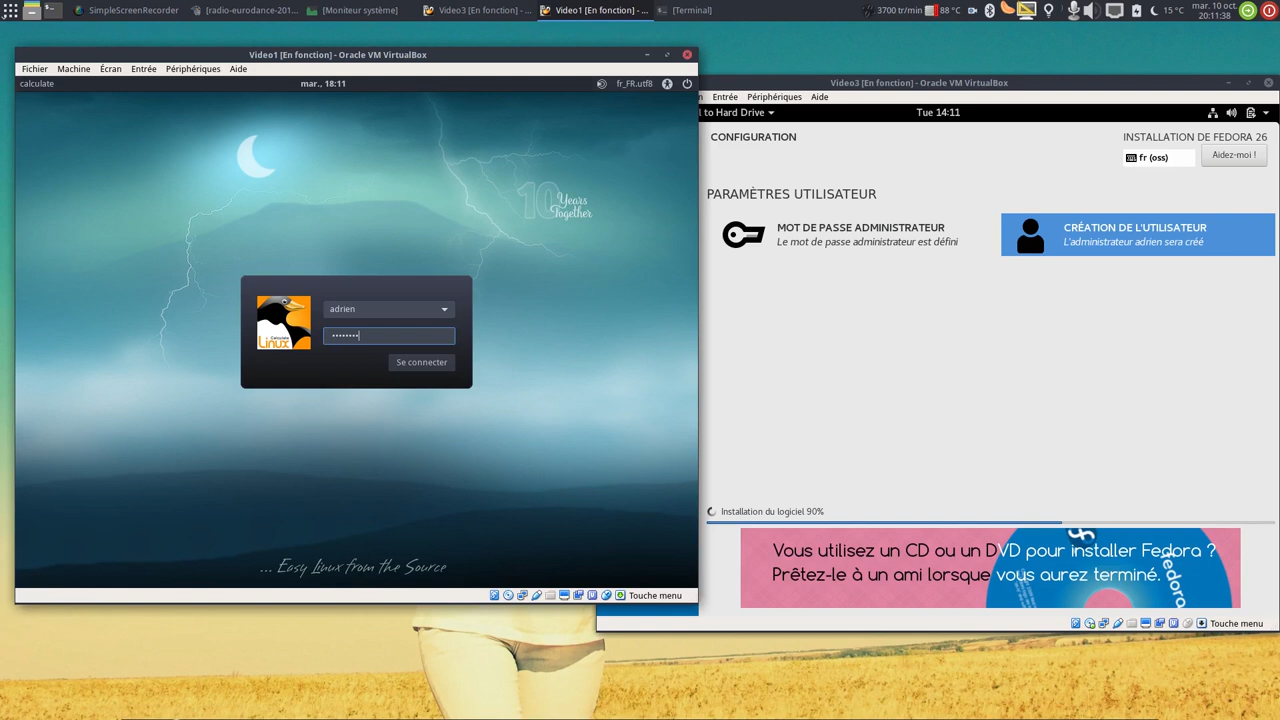 SimpleScreenRecorder
[radio-eurodance-201...
[Moniteur système]
Video3 [En fonction] - ...
Video1 [En fonction] - ...
[Terminal]
3700 tr/min
88 °C
15 °C
mar. 10 oct.
20:11:38
Video1 [En fonction] - Oracle VM VirtualBox
Fichier Machine Écran Entrée Périphériques Aide
calculate
mar., 18:11
fr_FR.utf8
10 Years
Together
adrien
••••••••
Calculate
Linux
Se connecter
... Easy Linux from the Source
Touche menu
Video3 [En fonction] - Oracle VM VirtualBox
n Entrée Périphériques Aide
l to Hard Drive
Tue 14:11
CONFIGURATION
INSTALLATION DE FEDORA 26
fr (oss)
Aidez-moi !
PARAMÈTRES UTILISATEUR
MOT DE PASSE ADMINISTRATEUR
Le mot de passe administrateur est défini
CRÉATION DE L'UTILISATEUR
L'administrateur adrien sera créé
Installation du logiciel 90%
Vous utilisez un CD ou un DVD pour installer Fedora ?
Prêtez-le à un ami lorsque vous aurez terminé.
fedora
Touche menu